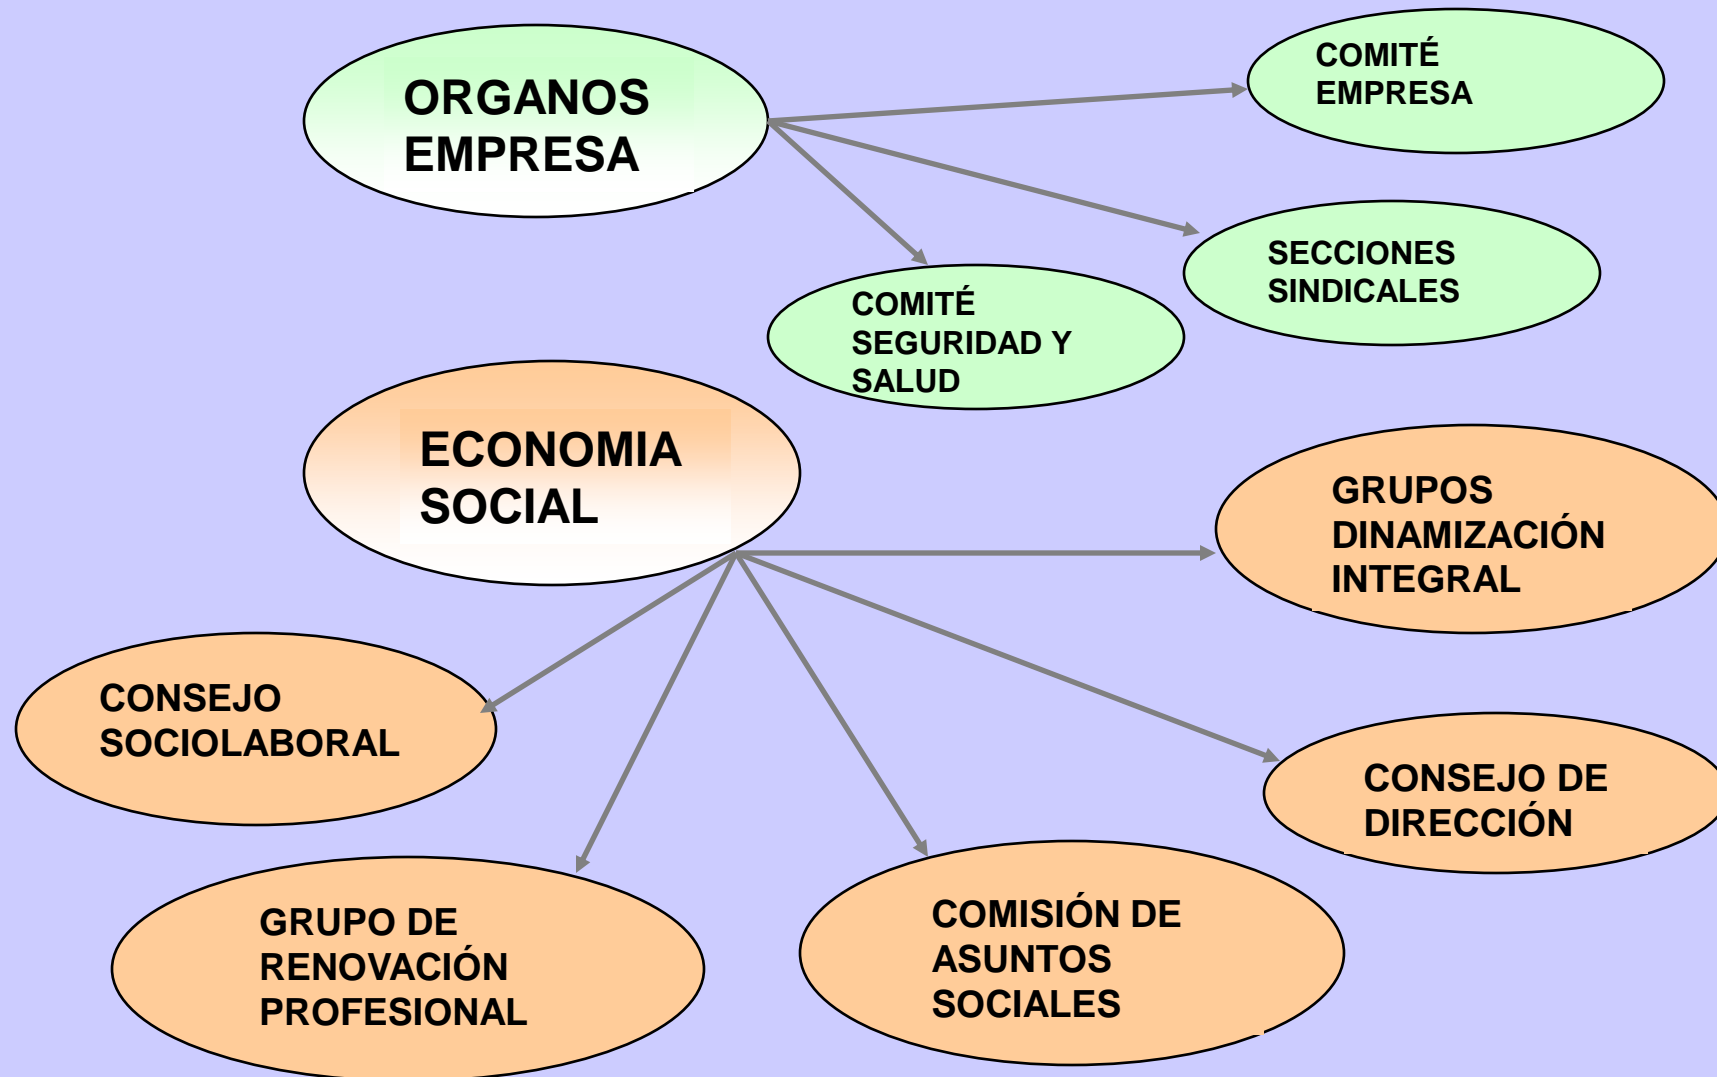 ORGANOS
EMPRESA
COMITÉ
EMPRESA
SECCIONES
SINDICALES
COMITÉ
SEGURIDAD Y
SALUD
ECONOMIA
SOCIAL
GRUPOS
DINAMIZACIÓN
INTEGRAL
CONSEJO
SOCIOLABORAL
CONSEJO DE
DIRECCIÓN
GRUPO DE
RENOVACIÓN
PROFESIONAL
COMISIÓN DE
ASUNTOS
SOCIALES